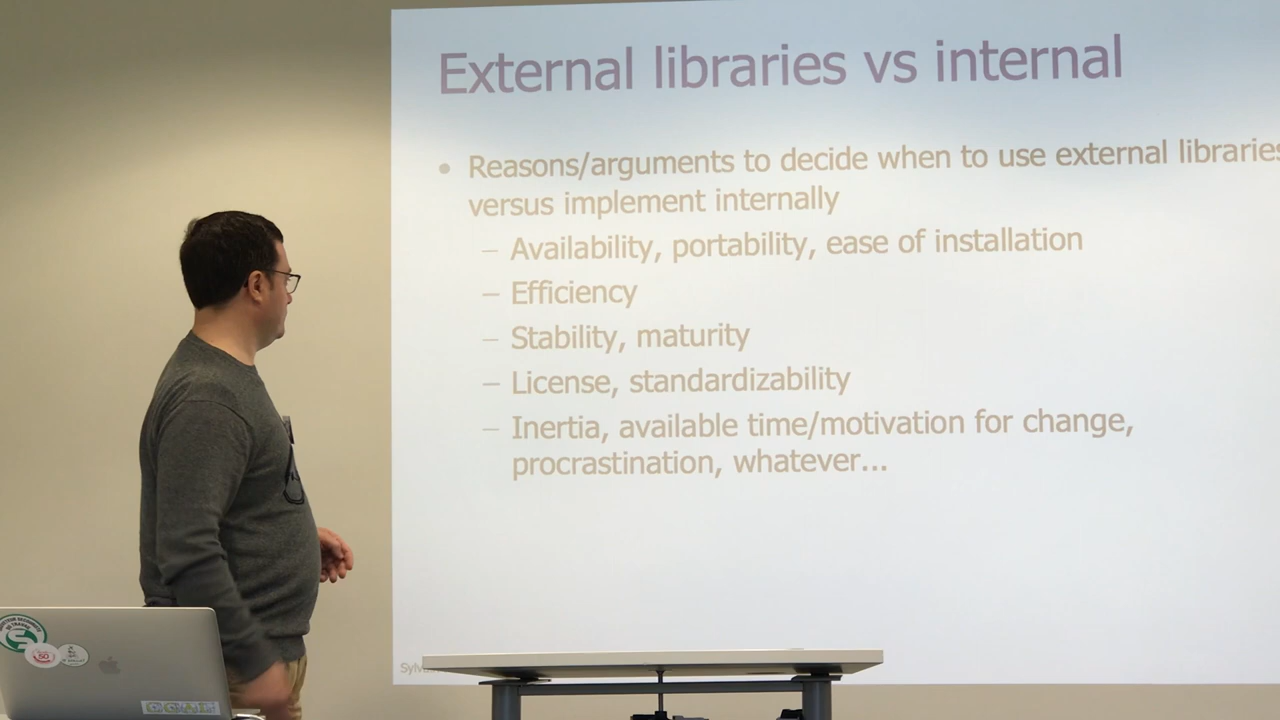 External libraries vs internal
• Reasons/arguments to decide when to use external libraries
versus implement internally
– Availability, portability, ease of installation
– Efficiency
– Stability, maturity
– License, standardizability
– Inertia, available time/motivation for change,
procrastination, whatever...
CGAL